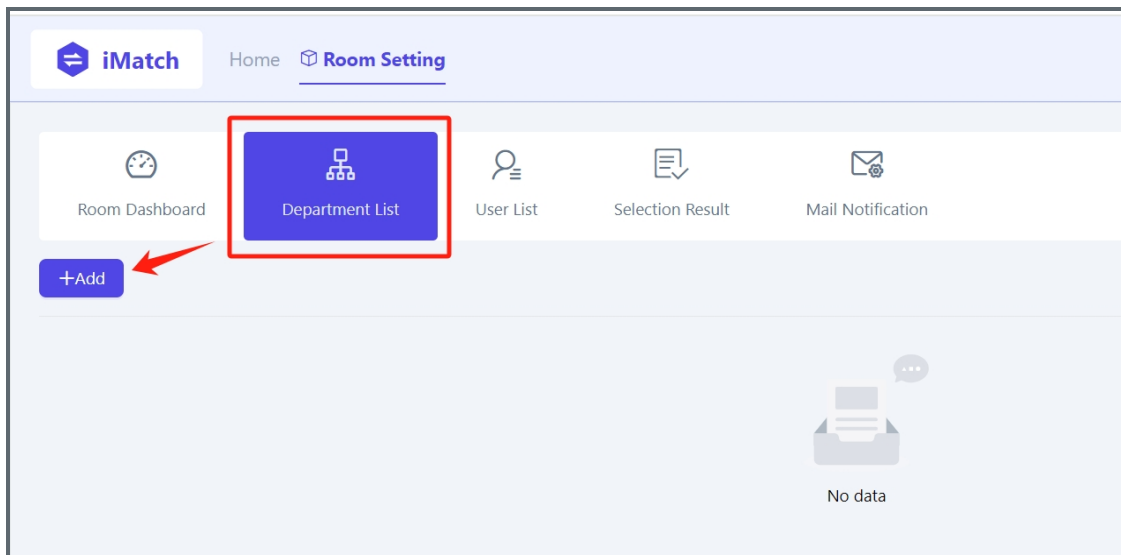 iMatch Home Room Setting
Room Dashboard Department List User List Selection Result Mail Notification
+Add
No data